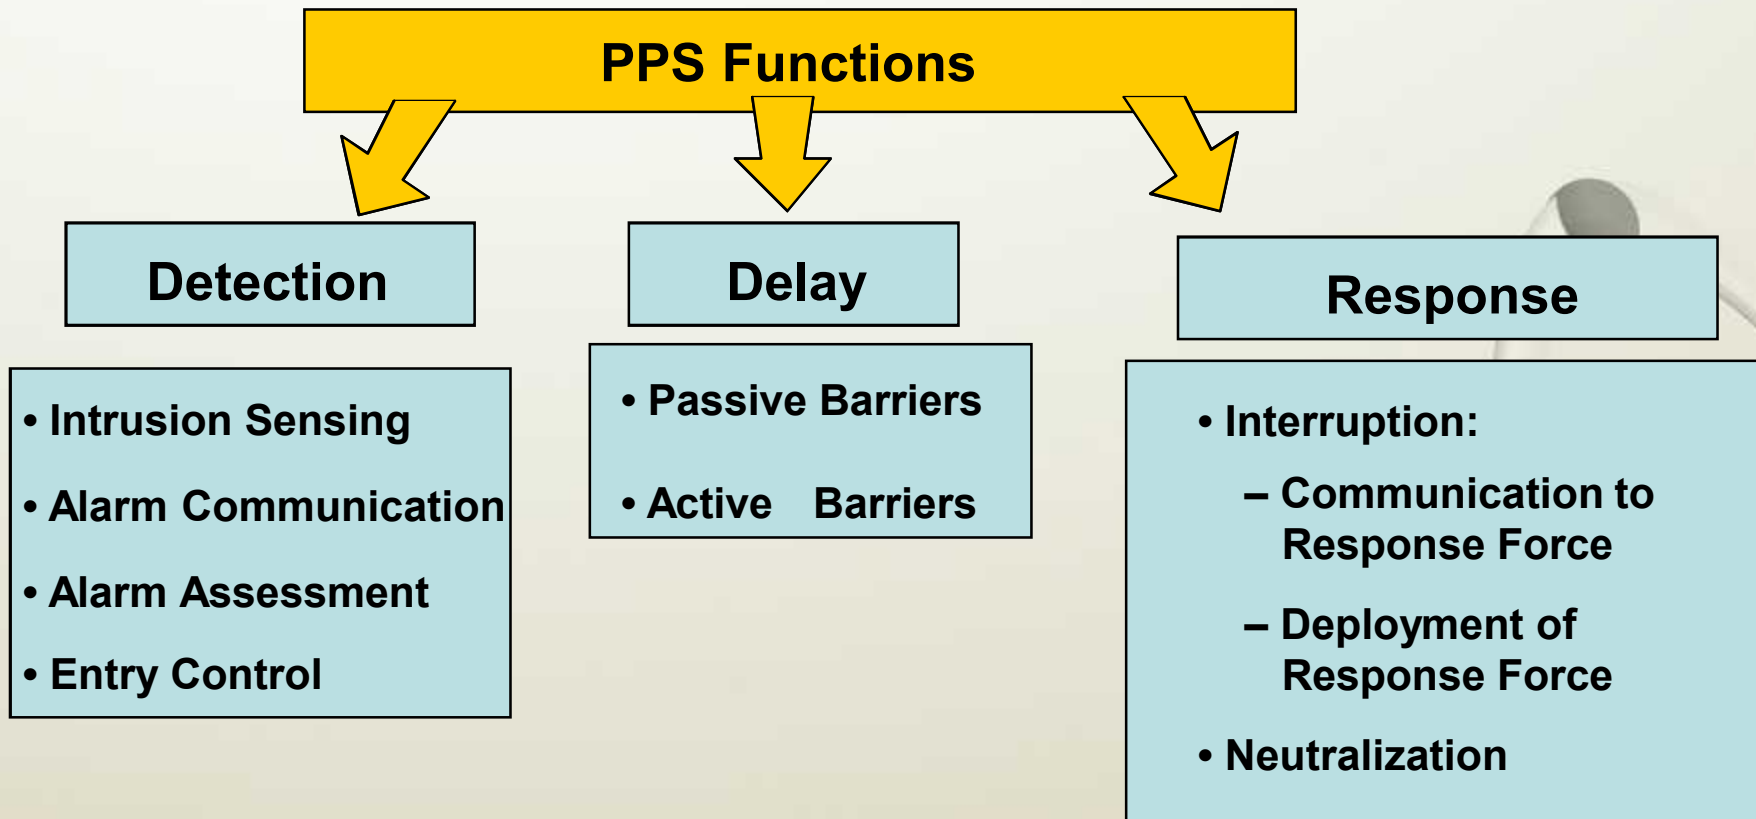 PPS Functions
Detection
• Intrusion Sensing
• Alarm Communication
• Alarm Assessment
• Entry Control
Delay
• Passive Barriers
• Active Barriers
Response
• Interruption:
– Communication to
Response Force
– Deployment of
Response Force
• Neutralization